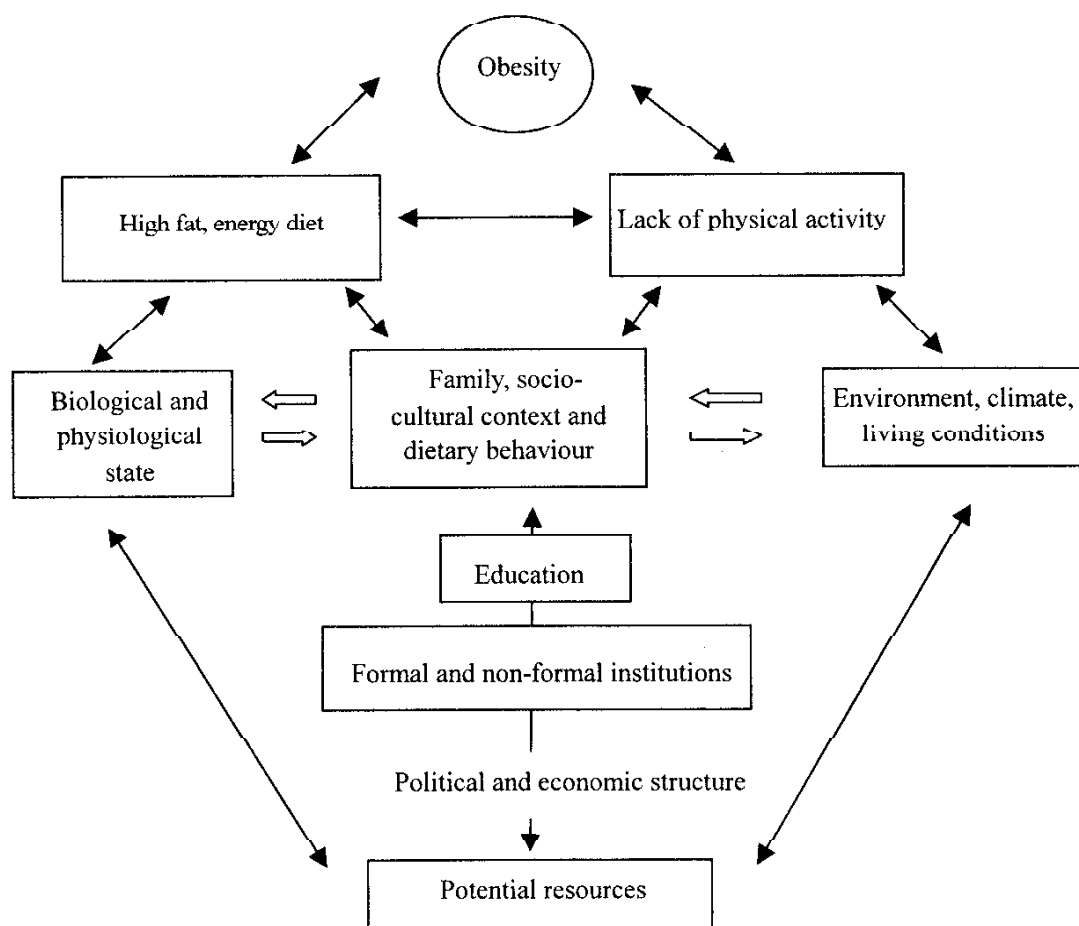 Obesity
High fat, energy diet
Lack of physical activity
Biological and
physiological
state
Family, socio-
cultural context and
dietary behaviour
Environment, climate,
living conditions
Education
Formal and non-formal institutions
Political and economic structure
Potential resources